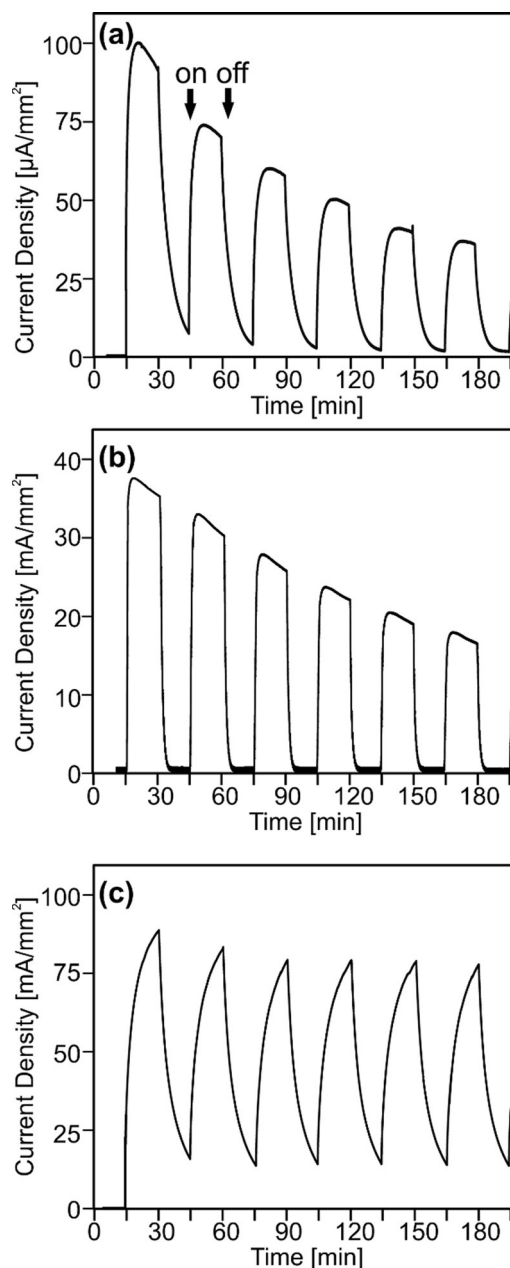 (a)
on off
100
75
50
25
0
Current Density [µA/mm²]
0 30 60 90 120 150 180
Time [min]
(b)
40
30
20
10
0
Current Density [mA/mm²]
0 30 60 90 120 150 180
Time [min]
(c)
100
75
50
25
0
Current Density [mA/mm²]
0 30 60 90 120 150 180
Time [min]